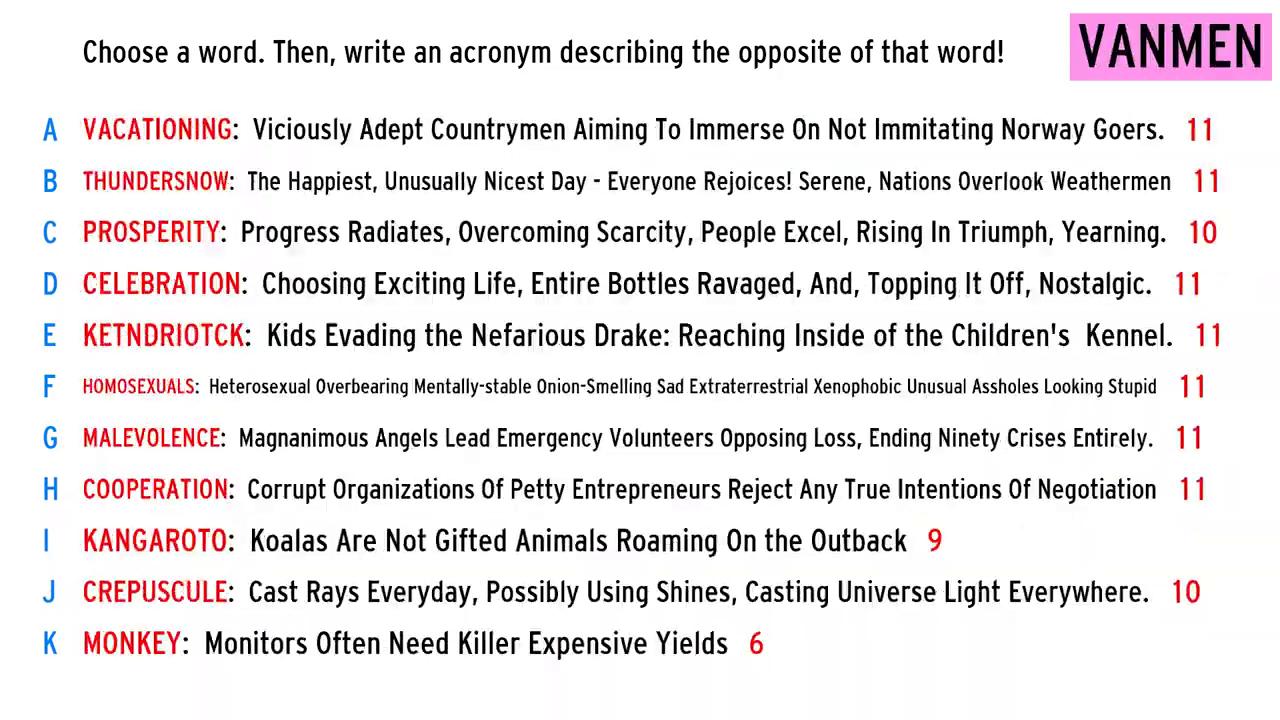 Choose a word. Then, write an acronym describing the opposite of that word!
VANMEN
A VACATIONING: Viciously Adept Countrymen Aiming To Immerse On Not Immitating Norway Goers. 11
B THUNDERSNOW: The Happiest, Unusually Nicest Day - Everyone Rejoices! Serene, Nations Overlook Weathermen 11
C PROSPERITY: Progress Radiates, Overcoming Scarcity, People Excel, Rising In Triumph, Yearning. 10
D CELEBRATION: Choosing Exciting Life, Entire Bottles Ravaged, And, Topping It Off, Nostalgic. 11
E KETNDRIOTCK: Kids Evading the Nefarious Drake: Reaching Inside of the Children's Kennel. 11
F HOMOSEXUALS: Heterosexual Overbearing Mentally-stable Onion-Smelling Sad Extraterrestrial Xenophobic Unusual Assholes Looking Stupid 11
G MALEVOLENCE: Magnanimous Angels Lead Emergency Volunteers Opposing Loss, Ending Ninety Crises Entirely. 11
H COOPERATION: Corrupt Organizations Of Petty Entrepreneurs Reject Any True Intentions Of Negotiation 11
I KANGAROTO: Koalas Are Not Gifted Animals Roaming On the Outback 9
J CREPUSCULE: Cast Rays Everyday, Possibly Using Shines, Casting Universe Light Everywhere. 10
K MONKEY: Monitors Often Need Killer Expensive Yields 6